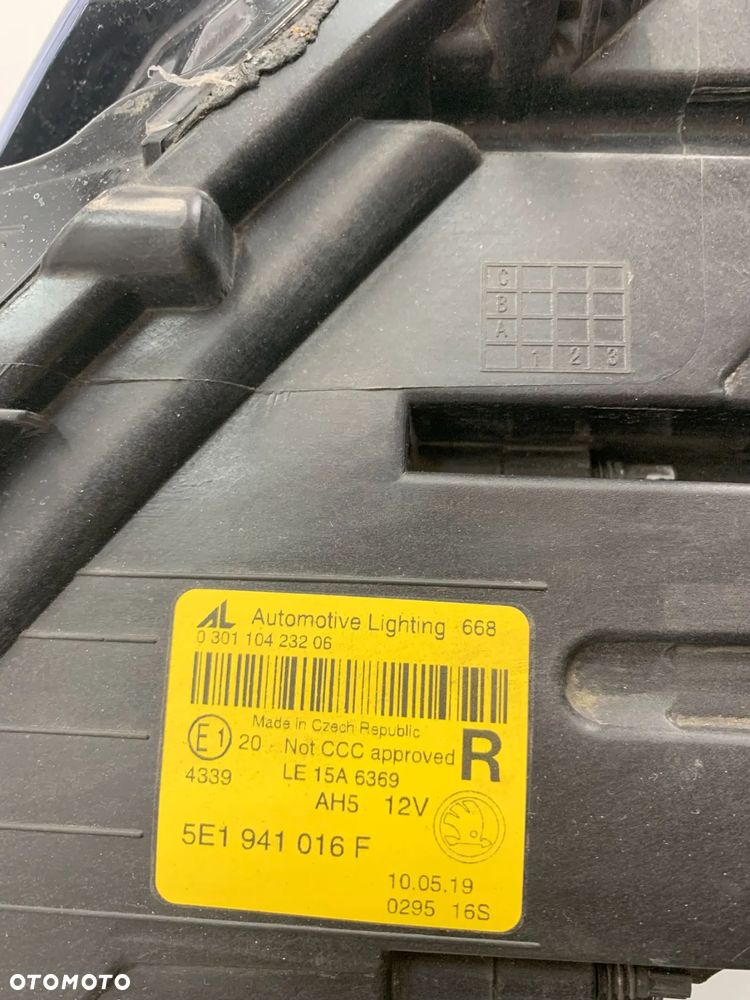 C
B
A
1 2 3
AL Automotive Lighting 668
0 301 104 232 06
Made in Czech Republic
E1 20 Not CCC approved R
4339 LE 15A 6369
AH5 12V
5E1 941 016 F
10.05.19
0295 16S
OTOMOTO